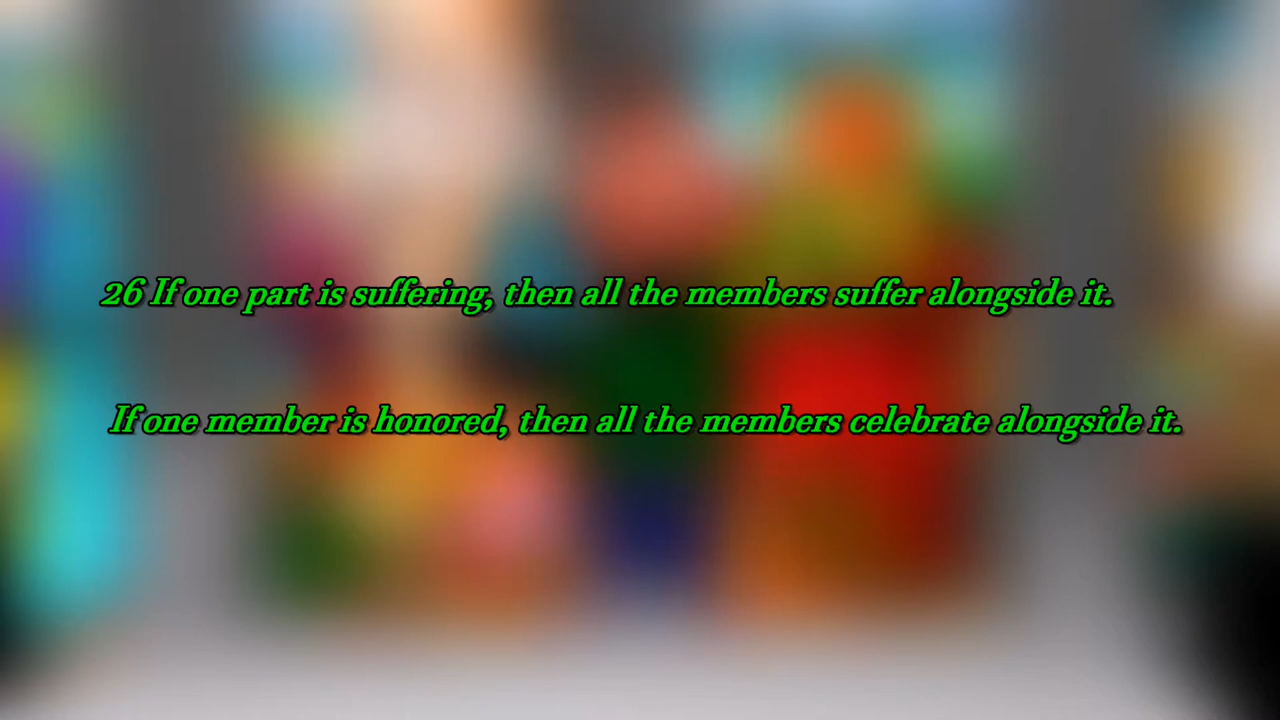 26 If one part is suffering, then all the members suffer alongside it.
If one member is honored, then all the members celebrate alongside it.